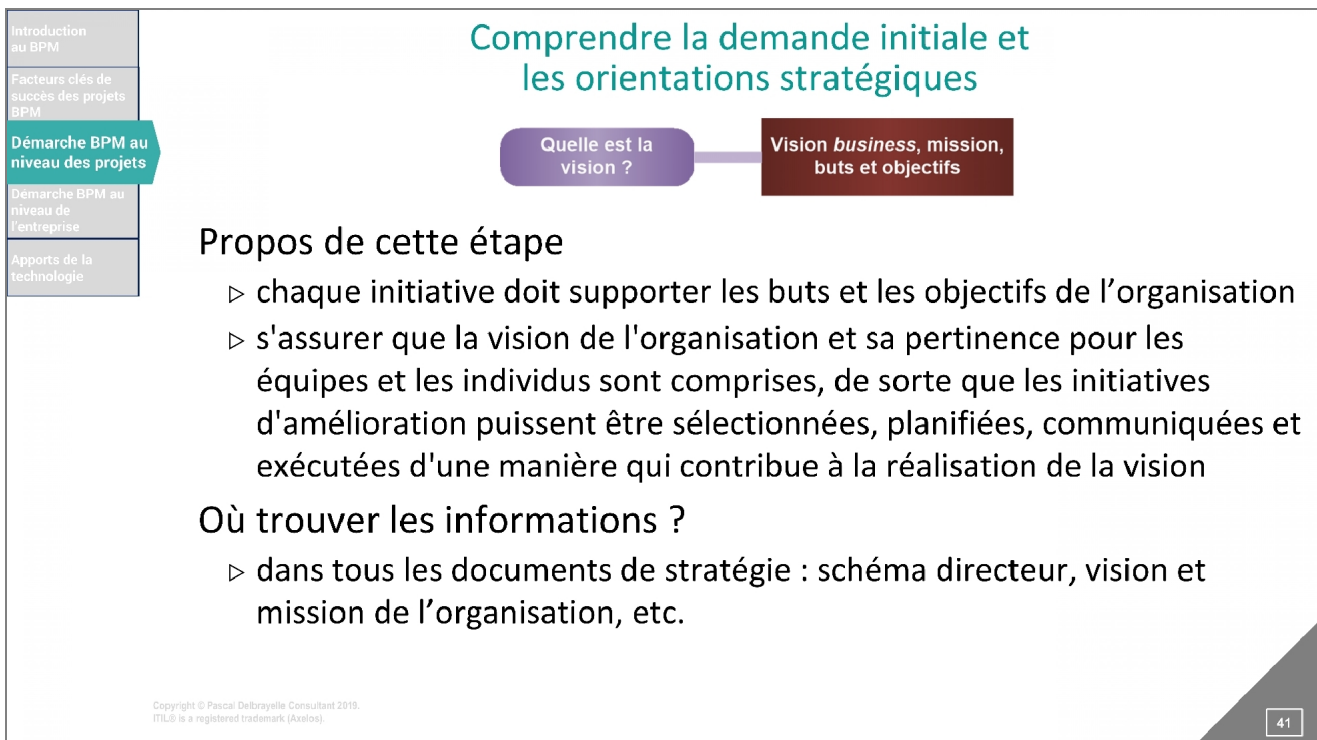 Introduction
au BPM
Facteurs clés de
succès des projets
BPM
Démarche BPM au
niveau des projets
Démarche BPM au
niveau de
l'entreprise
Apports de la
technologie
Comprendre la demande initiale et
les orientations stratégiques
Quelle est la
vision ?
Vision business, mission,
buts et objectifs
Propos de cette étape
▹ chaque initiative doit supporter les buts et les objectifs de l’organisation
▹ s'assurer que la vision de l'organisation et sa pertinence pour les
équipes et les individus sont comprises, de sorte que les initiatives
d'amélioration puissent être sélectionnées, planifiées, communiquées et
exécutées d'une manière qui contribue à la réalisation de la vision
Où trouver les informations ?
▹ dans tous les documents de stratégie : schéma directeur, vision et
mission de l’organisation, etc.
Copyright © Pascal Delbrayelle Consultant 2019.
ITIL® is a registered trademark (Axelos).
41